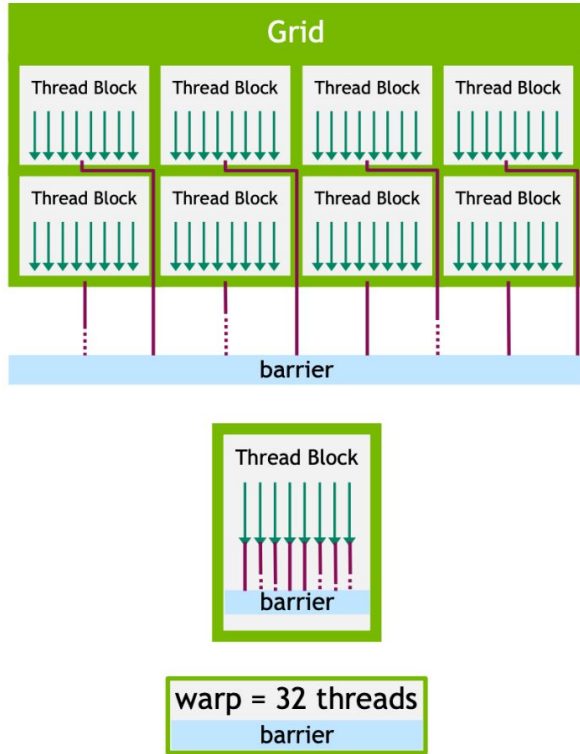 Grid
Thread Block Thread Block Thread Block Thread Block
Thread Block Thread Block Thread Block Thread Block
barrier
Thread Block
barrier
warp = 32 threads
barrier